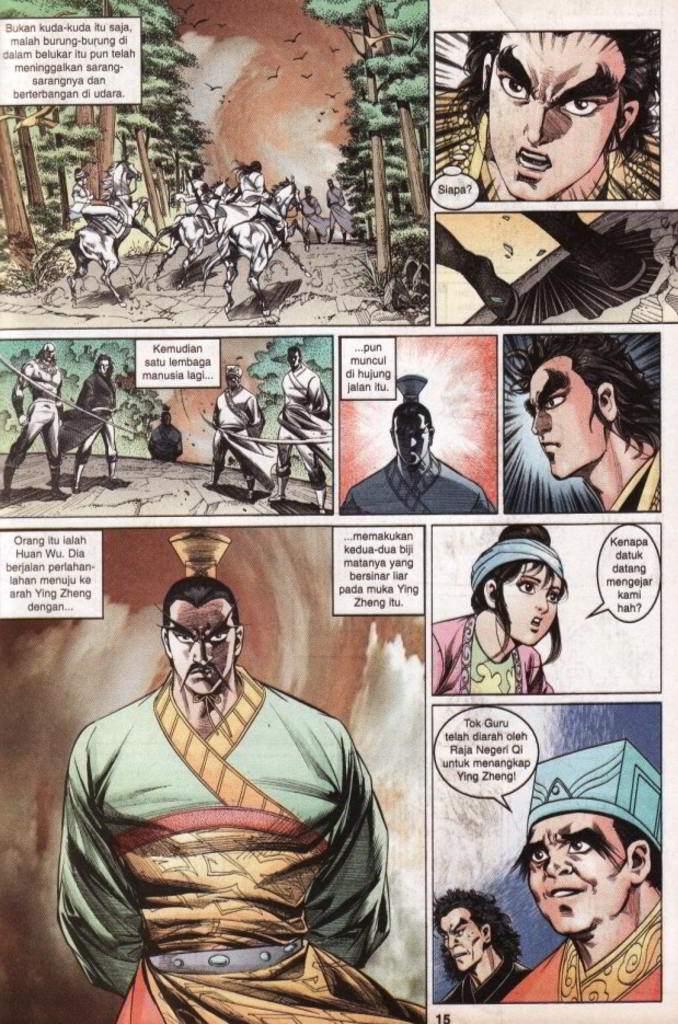 Bukan kuda-kuda itu saja,
malah burung-burung di
dalam belukar itu pun telah
meninggalkan sarang-
sarangnya dan
berterbangan di udara.
Siapa?
Kemudian
satu lembaga
manusia lagi...
...pun
muncul
di hujung
jalan itu.
Orang itu ialah
Huan Wu. Dia
berjalan perlahan-
lahan menuju ke
arah Ying Zheng
dengan...
...memakukan
kedua-dua biji
matanya yang
bersinar liar
pada muka Ying
Zheng itu.
Kenapa
datuk
datang
mengejar
kami
hah?
Tok Guru
telah diarah oleh
Raja Negeri Qi
untuk menangkap
Ying Zheng!
15